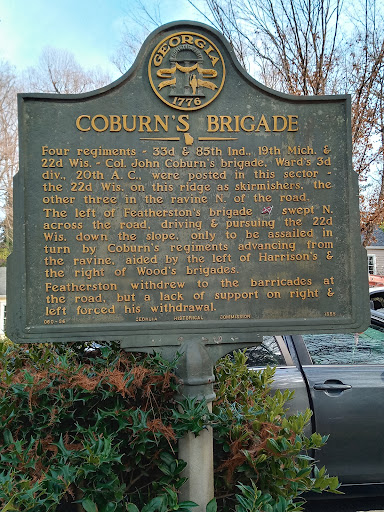 GEORGIA
1776
COBURN'S BRIGADE
Four regiments - 33d & 85th Ind., 19th Mich. &
22d Wis. - Col. John Coburn's brigade, Ward's 3d
div., 20th A. C., were posted in this sector -
the 22d Wis. on this ridge as skirmishers, the
other three in the ravine N. of the road.
The left of Featherston's brigade swept N.
across the road, driving & pursuing the 22d
Wis. down the slope, only to be assailed in
turn by Coburn's regiments advancing from
the ravine, aided by the left of Harrison's &
the right of Wood's brigades.
Featherston withdrew to the barricades at
the road, but a lack of support on right &
left forced his withdrawal.
GEORGIA HISTORICAL COMMISSION